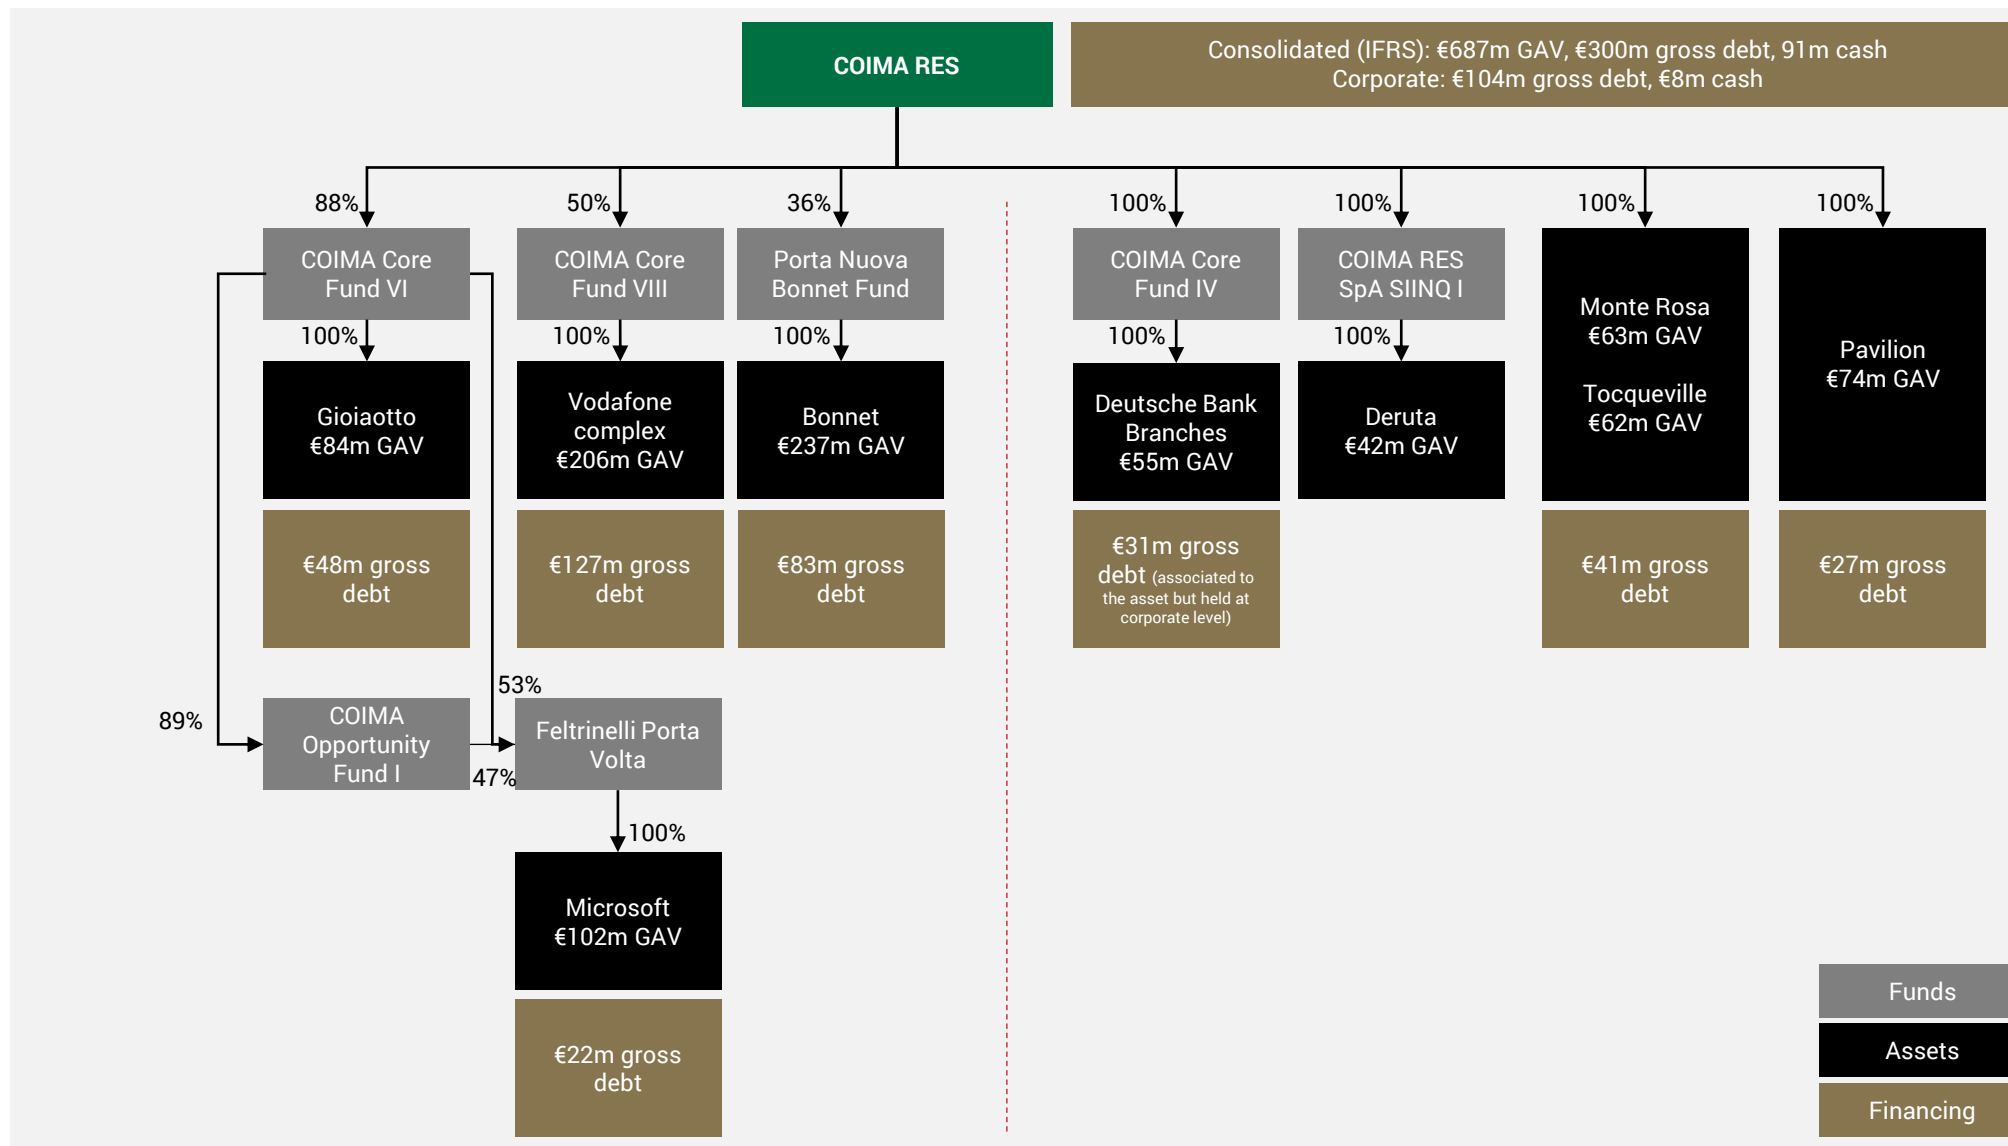 COIMA RES
Consolidated (IFRS): €687m GAV, €300m gross debt, 91m cash
Corporate: €104m gross debt, €8m cash
88%
50%
36%
100%
100%
100%
100%
COIMA Core
Fund VI
COIMA Core
Fund VIII
Porta Nuova
Bonnet Fund
COIMA Core
Fund IV
COIMA RES
SpA SIINQ I
Monte Rosa
€63m GAV
Tocqueville
€62m GAV
Pavilion
€74m GAV
100%
100%
100%
100%
100%
Gioiaotto
€84m GAV
Vodafone
complex
€206m GAV
Bonnet
€237m GAV
Deutsche Bank
Branches
€55m GAV
Deruta
€42m GAV
€48m gross
debt
€127m gross
debt
€83m gross
debt
€31m gross
debt (associated to
the asset but held at
corporate level)
€41m gross
debt
€27m gross
debt
53%
89%
COIMA
Opportunity
Fund I
47%
Feltrinelli Porta
Volta
100%
Microsoft
€102m GAV
€22m gross
debt
Funds
Assets
Financing